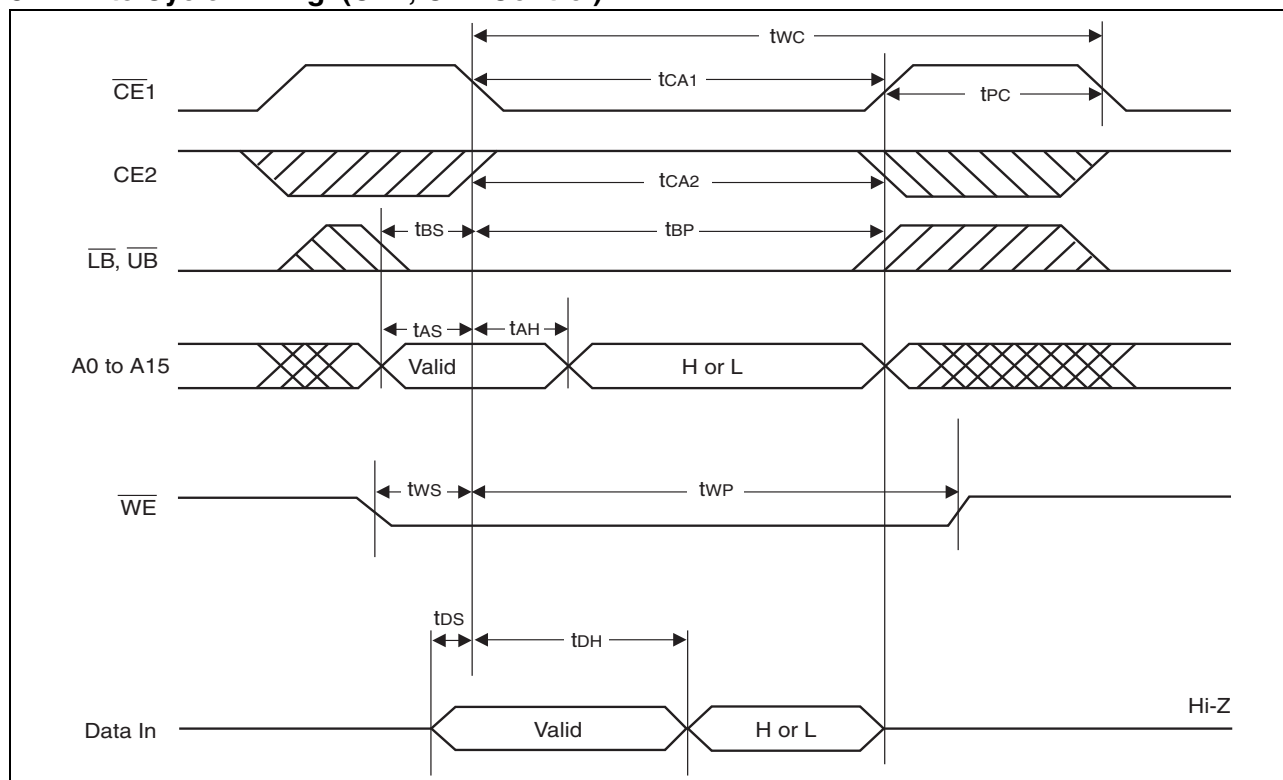 tWC
CE1
tCA1
tPC
CE2
tCA2
LB, UB
tBS
tBP
A0 to A15
tAS
tAH
Valid
H or L
WE
tWS
tWP
tDS
tDH
Data In
Valid
H or L
Hi-Z